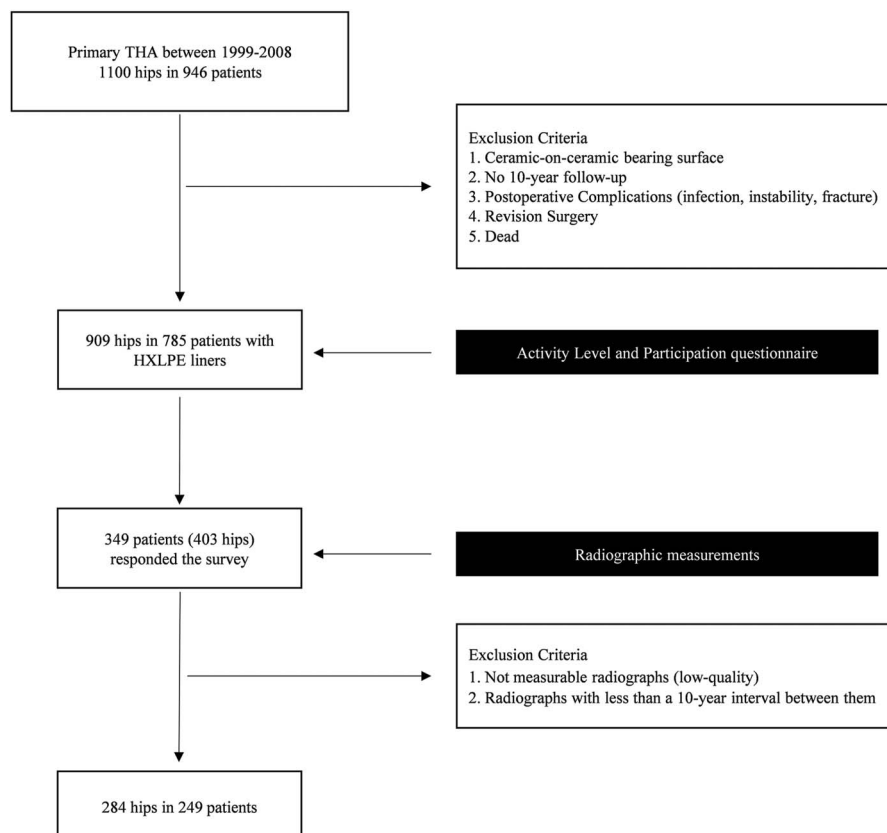 Primary THA between 1999-2008
1100 hips in 946 patients
Exclusion Criteria
1. Ceramic-on-ceramic bearing surface
2. No 10-year follow-up
3. Postoperative Complications (infection, instability, fracture)
4. Revision Surgery
5. Dead
909 hips in 785 patients with
HXLPE liners
Activity Level and Participation questionnaire
349 patients (403 hips)
responded the survey
Radiographic measurements
Exclusion Criteria
1. Not measurable radiographs (low-quality)
2. Radiographs with less than a 10-year interval between them
284 hips in 249 patients